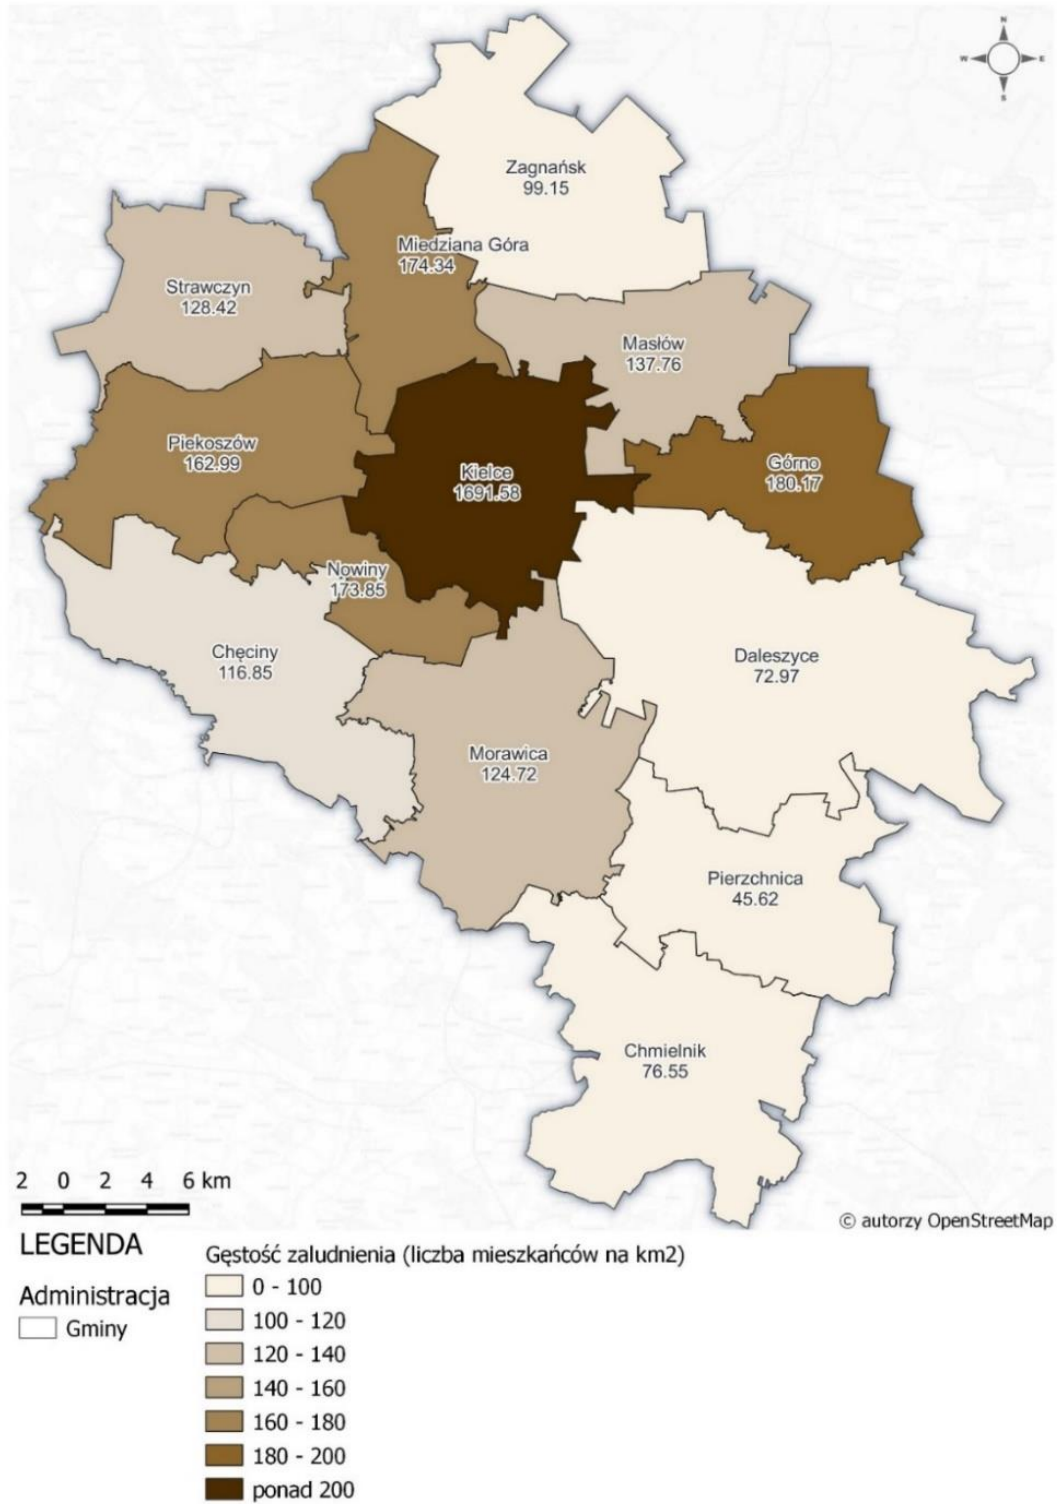 N
W E
S
Zagnańsk
99.15
Miedziana Góra
174.34
Strawczyn
128.42
Masłów
137.76
Piekoszów
162.99
Kielce
1691.58
Górno
180.17
Nowiny
173.85
Chęciny
116.85
Daleszyce
72.97
Morawica
124.72
Pierzchnica
45.62
Chmielnik
76.55
2 0 2 4 6 km
© autorzy OpenStreetMap
LEGENDA
Administracja
Gminy
Gęstość zaludnienia (liczba mieszkańców na km2)
0 - 100
100 - 120
120 - 140
140 - 160
160 - 180
180 - 200
ponad 200